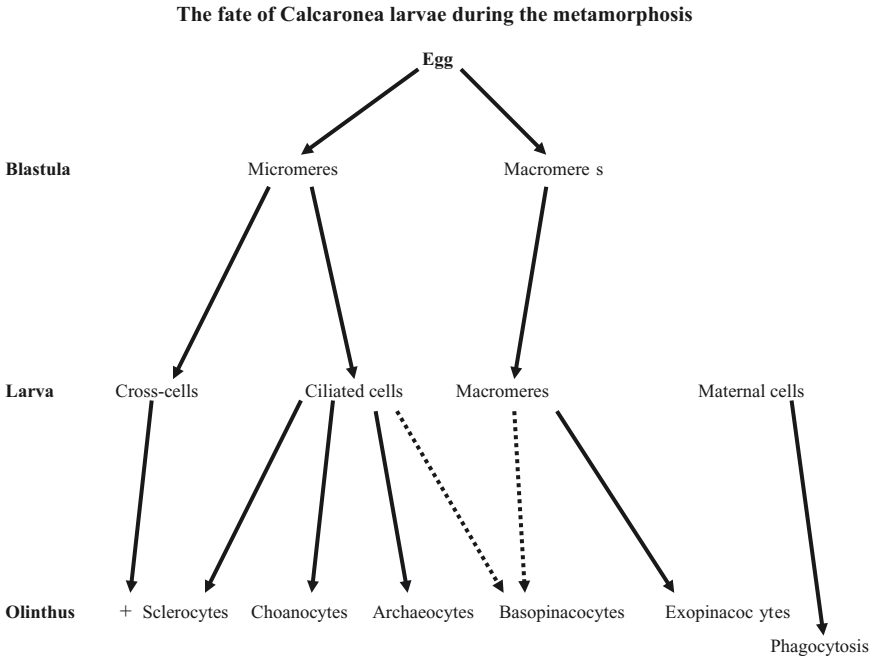 The fate of Calcaronea larvae during the metamorphosis
Egg
Blastula Micromeres Macromere s
Larva Cross-cells Ciliated cells Macromeres Maternal cells
Olinthus + Sclerocytes Choanocytes Archaeocytes Basopinacocytes Exopinacoc ytes
Phagocytosis